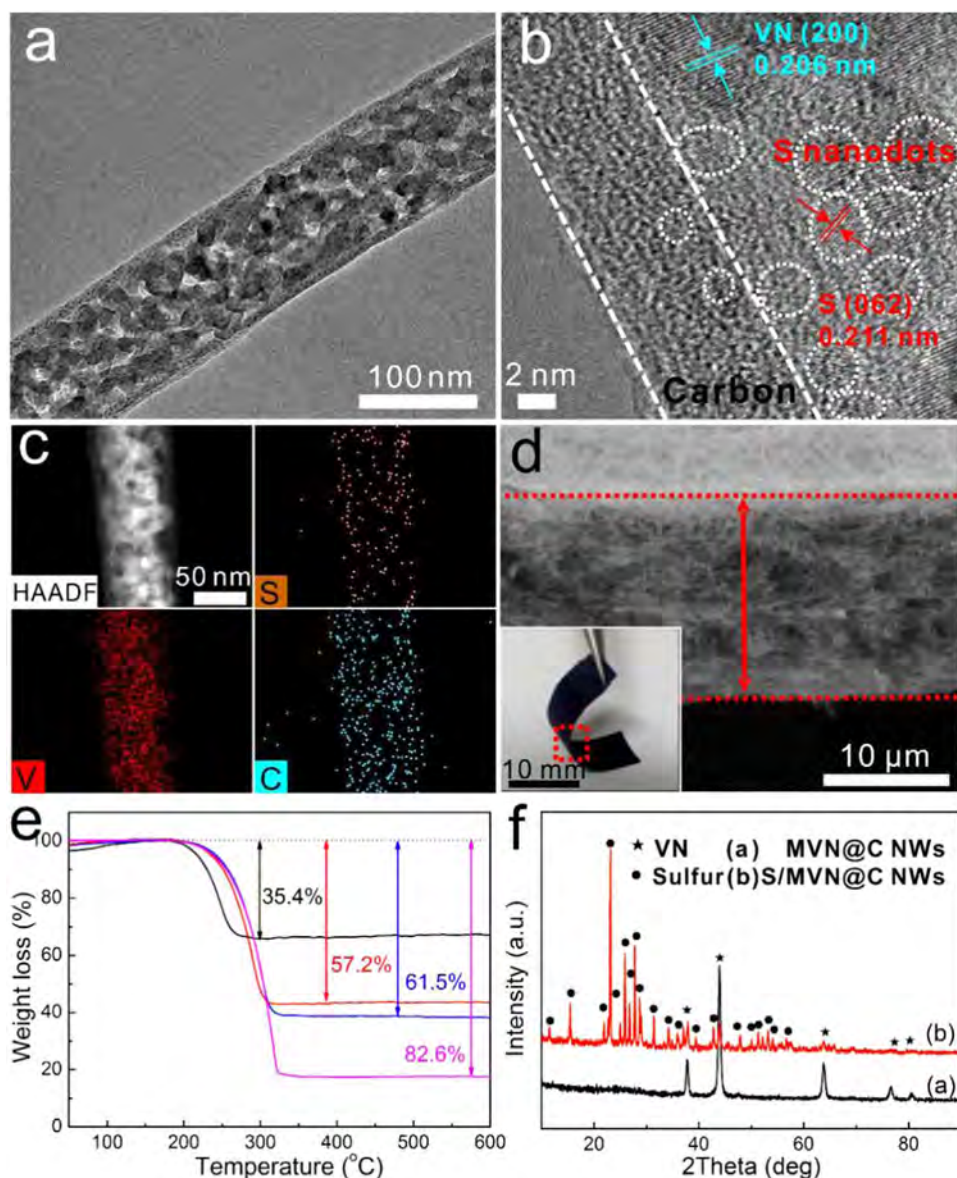 a
100 nm
b
VN (200)
0.206 nm
S nanodots
S (062)
0.211 nm
2 nm
Carbon
c
HAADF
50 nm
S
V
C
d
10 mm
10 μm
e
Weight loss (%)
100
80
60
40
20
0
35.4%
57.2%
61.5%
82.6%
100
200
300
400
500
600
Temperature (°C)
f
Intensity (a.u.)
★ VN (a) MVN@C NWs
● Sulfur (b) S/MVN@C NWs
(b)
(a)
20
40
60
80
2Theta (deg)